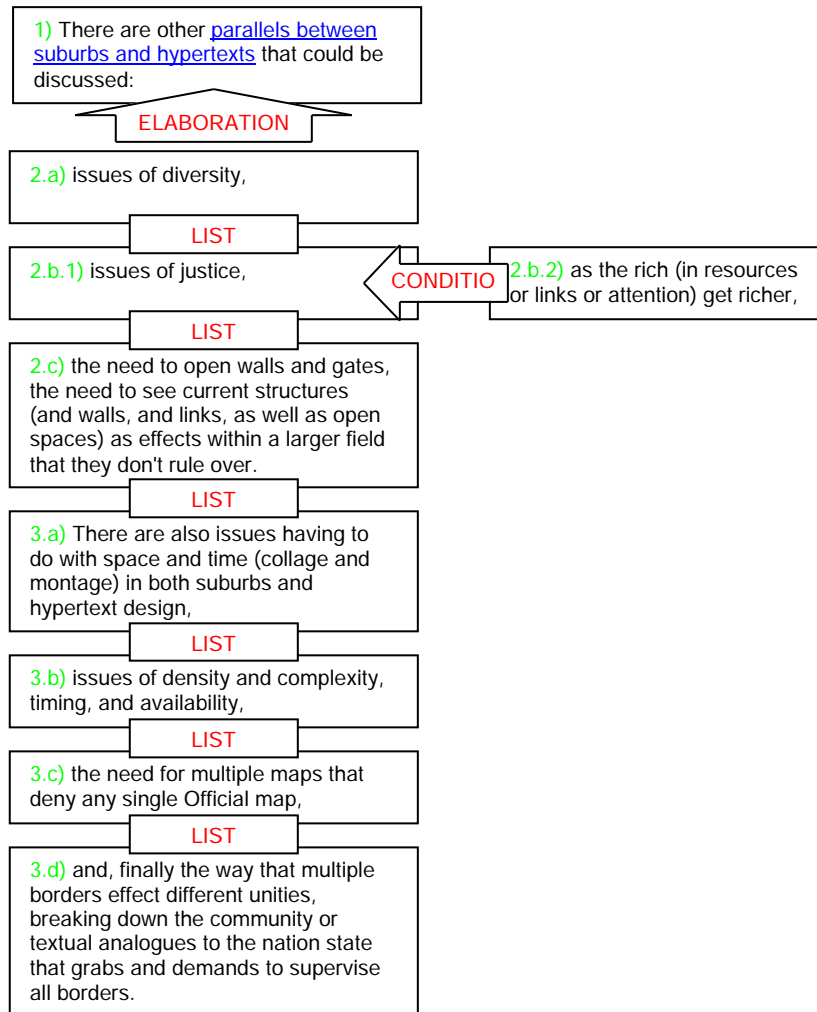 1) There are other parallels between
suburbs and hypertexts that could be
discussed:
ELABORATION
2.a) issues of diversity,
LIST
2.b.1) issues of justice,
CONDITIO
2.b.2) as the rich (in resources
or links or attention) get richer,
LIST
2.c) the need to open walls and gates,
the need to see current structures
(and walls, and links, as well as open
spaces) as effects within a larger field
that they don't rule over.
LIST
3.a) There are also issues having to
do with space and time (collage and
montage) in both suburbs and
hypertext design,
LIST
3.b) issues of density and complexity,
timing, and availability,
LIST
3.c) the need for multiple maps that
deny any single Official map,
LIST
3.d) and, finally the way that multiple
borders effect different unities,
breaking down the community or
textual analogues to the nation state
that grabs and demands to supervise
all borders.